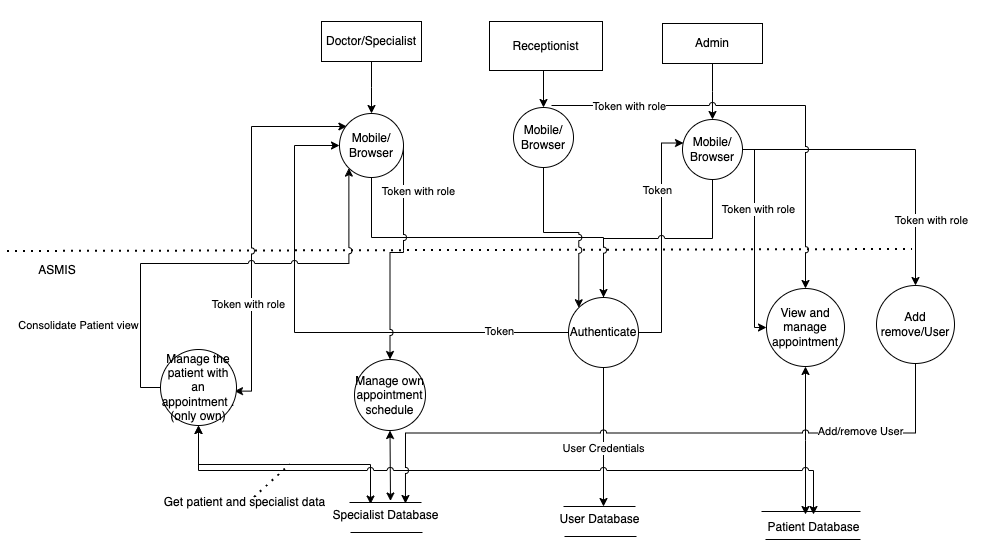 Doctor/Specialist
Receptionist
Admin
Token with role
Mobile/
Browser
Mobile/
Browser
Mobile/
Browser
Token with role
Token
Token with role
Token with role
ASMIS
Token with role
Consolidate Patient view
Token
Authenticate
View and
manage
appointment
Add
remove/User
Manage the
patient with
an
appointment .
(only own)
Manage own
appointment
schedule
Add/remove User
User Credentials
Get patient and specialist data
Specialist Database
User Database
Patient Database